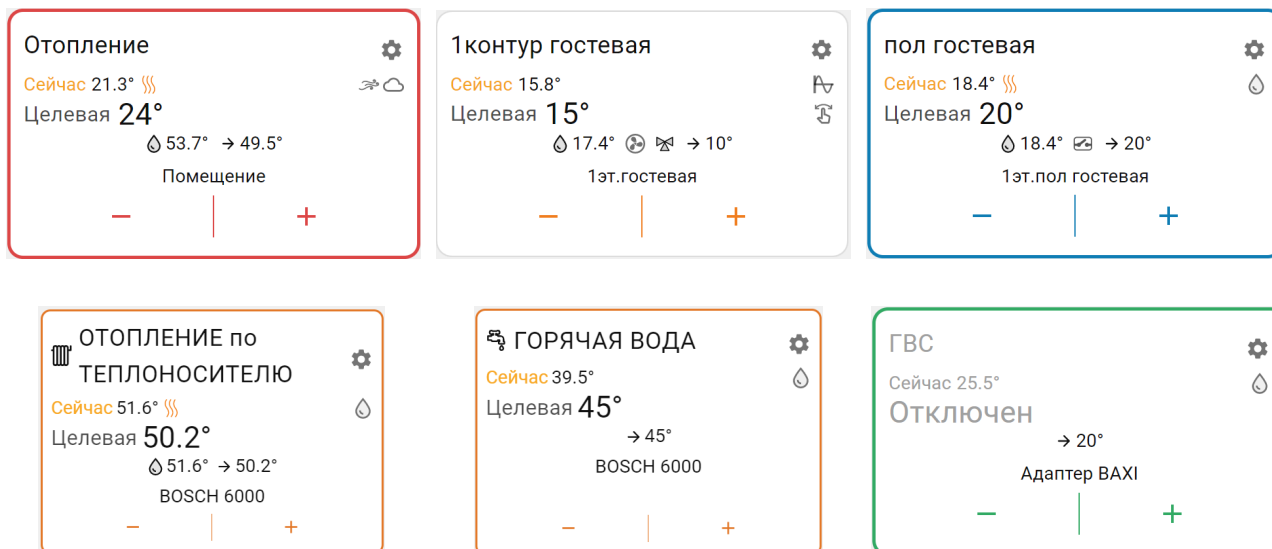 Отопление
Сейчас 21.3°
Целевая 24°
53.7° → 49.5°
Помещение
− +
1контур гостевая
Сейчас 15.8°
Целевая 15°
17.4° → 10°
1эт.гостевая
− +
пол гостевая
Сейчас 18.4°
Целевая 20°
18.4° → 20°
1эт.пол гостевая
− +
ОТОПЛЕНИЕ по
ТЕПЛОНОСИТЕЛЮ
Сейчас 51.6°
Целевая 50.2°
51.6° → 50.2°
BOSCH 6000
− +
ГОРЯЧАЯ ВОДА
Сейчас 39.5°
Целевая 45°
→ 45°
BOSCH 6000
− +
ГВС
Сейчас 25.5°
Отключен
→ 20°
Адаптер BAXI
− +